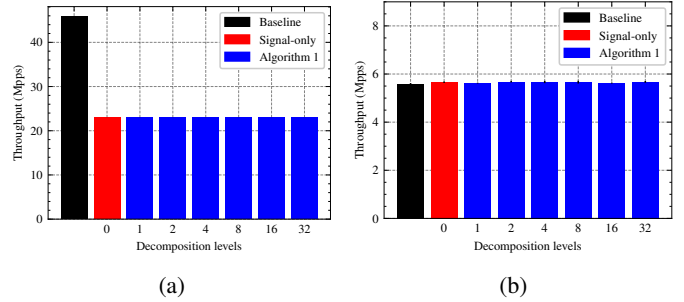 Throughput (Mpps)
40
30
20
10
0
Baseline
Signal-only
Algorithm 1
0 1 2 4 8 16 32
Decomposition levels
(a)
Throughput (Mpps)
8
6
4
2
0
Baseline
Signal-only
Algorithm 1
0 1 2 4 8 16 32
Decomposition levels
(b)